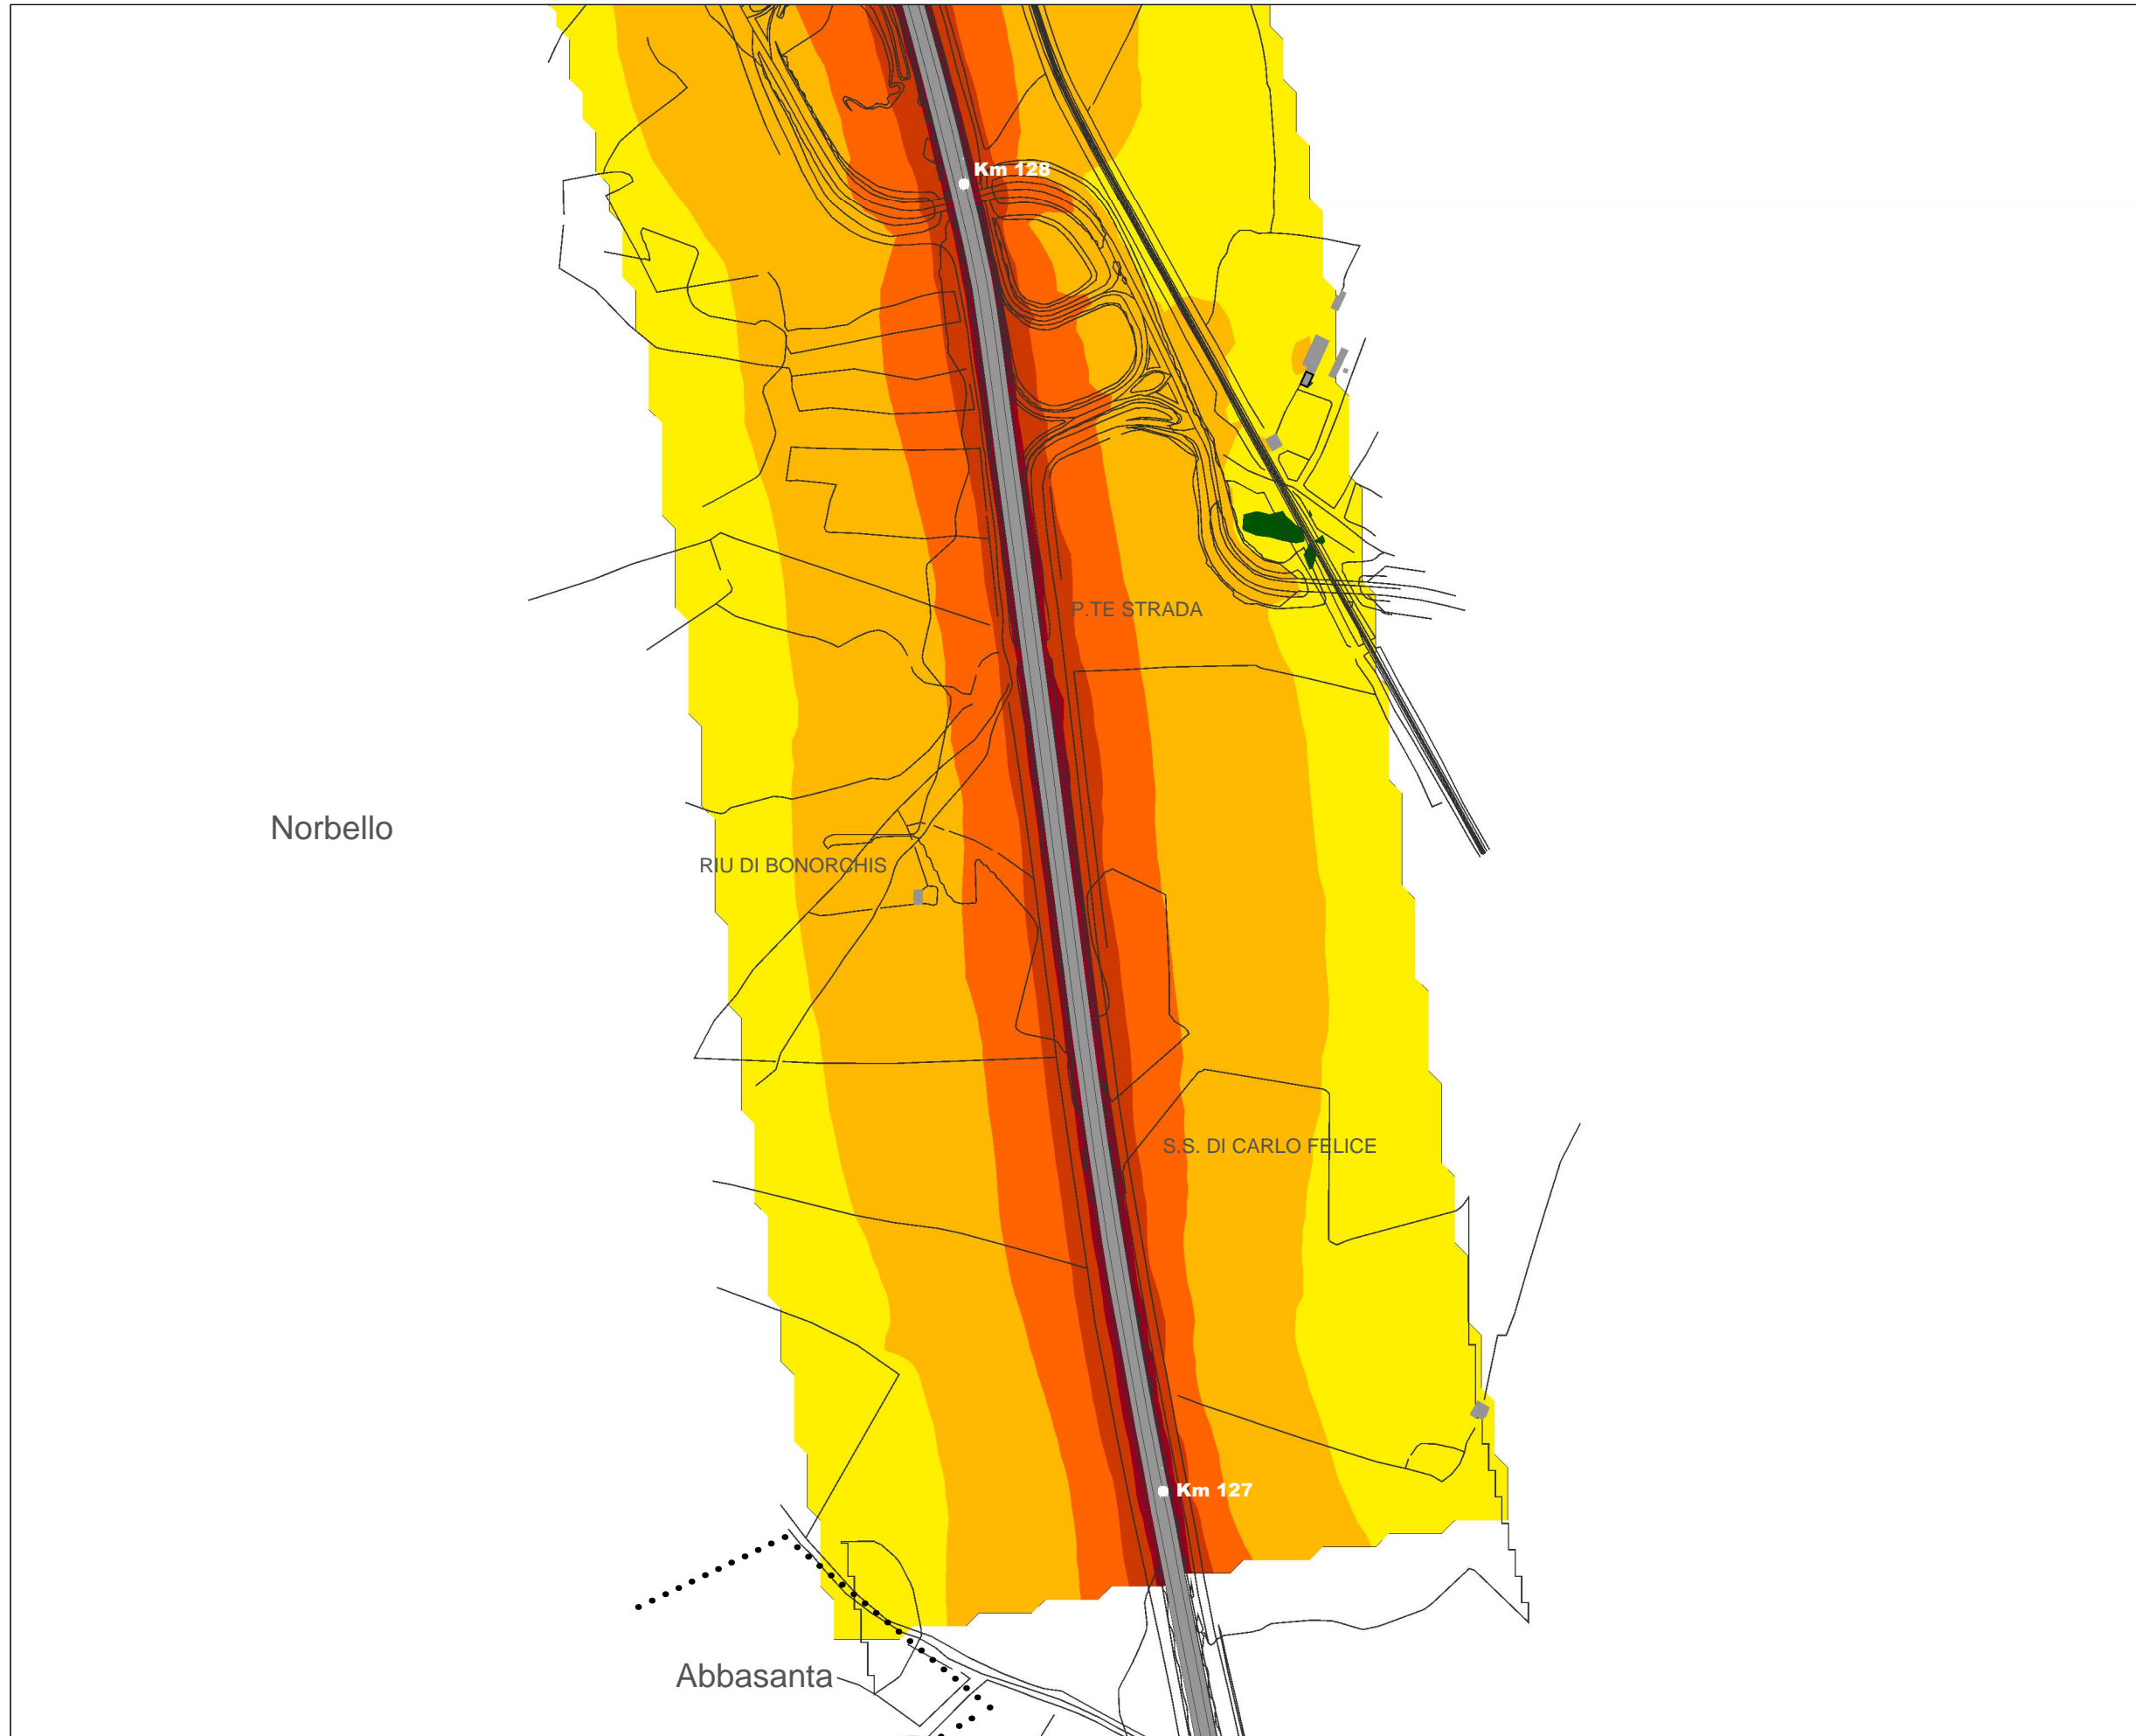 Km 128
P.TE STRADA
Norbello
RIU DI BONORCHIS
S.S. DI CARLO FELICE
Km 127
Abbasanta